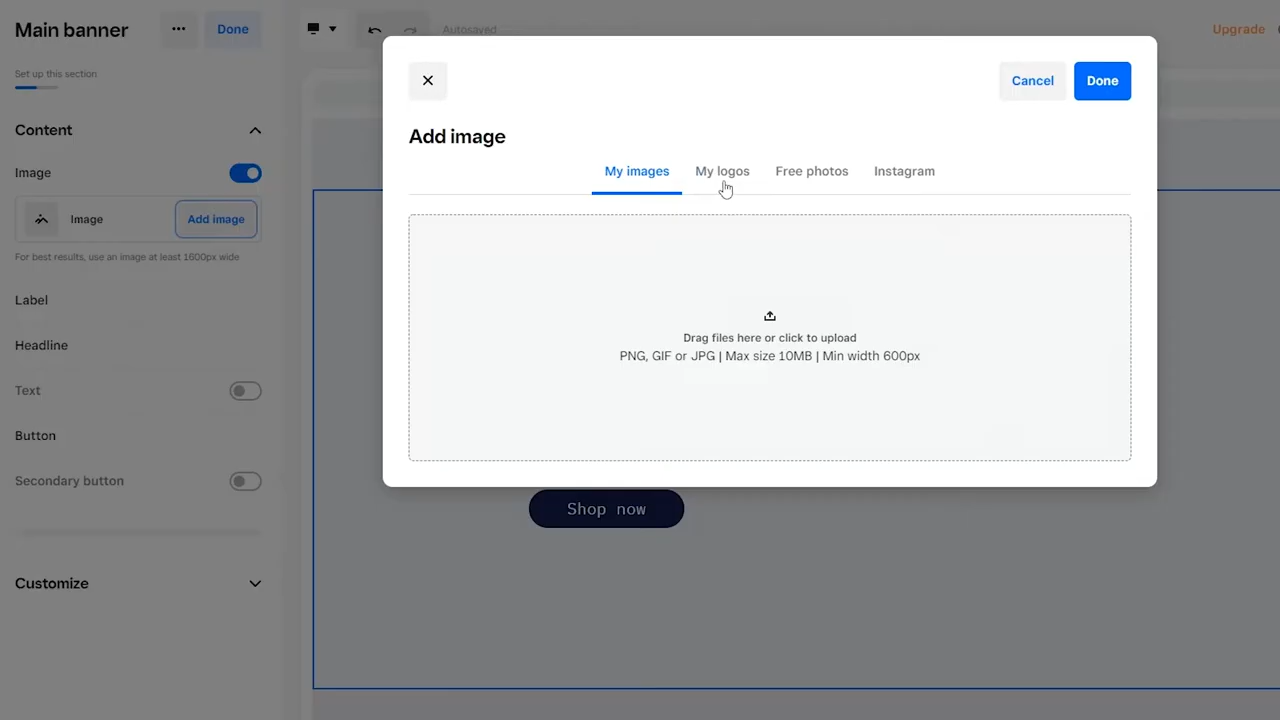 Main banner
Done
Autosaved
Upgrade
Set up this section
Content
Image
Image
Add image
For best results, use an image at least 1600px wide
Label
Headline
Text
Button
Secondary button
Customize
Cancel
Done
Add image
My images
My logos
Free photos
Instagram
Drag files here or click to upload
PNG, GIF or JPG | Max size 10MB | Min width 600px
Shop now